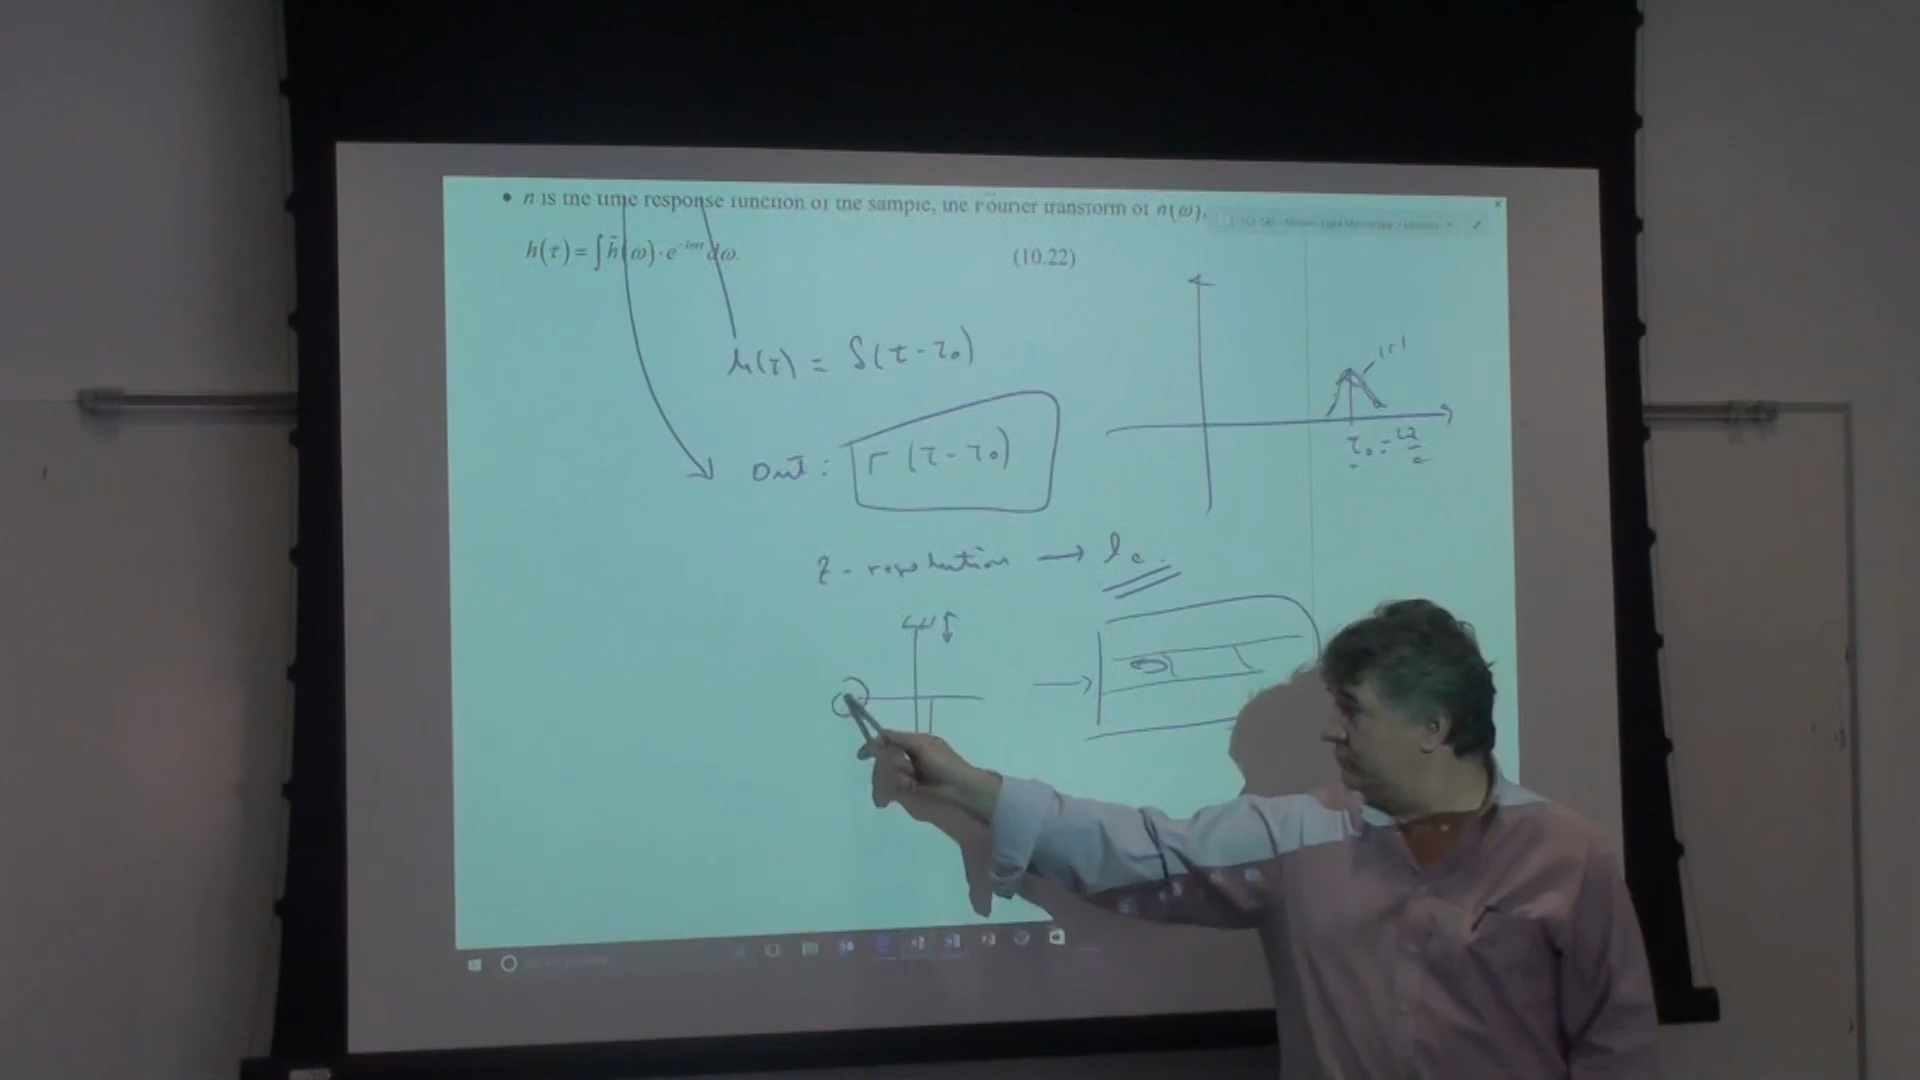 • h is the time response function of the sample, the Fourier transform of h(ω),
h(τ) = ∫ h̃(ω) · e^{-iωτ} dω. (10.22)
h(τ) = δ(τ - τ₀)
|Γ|
τ₀ =
out : Γ (τ - τ₀)
z - resolution → lc.